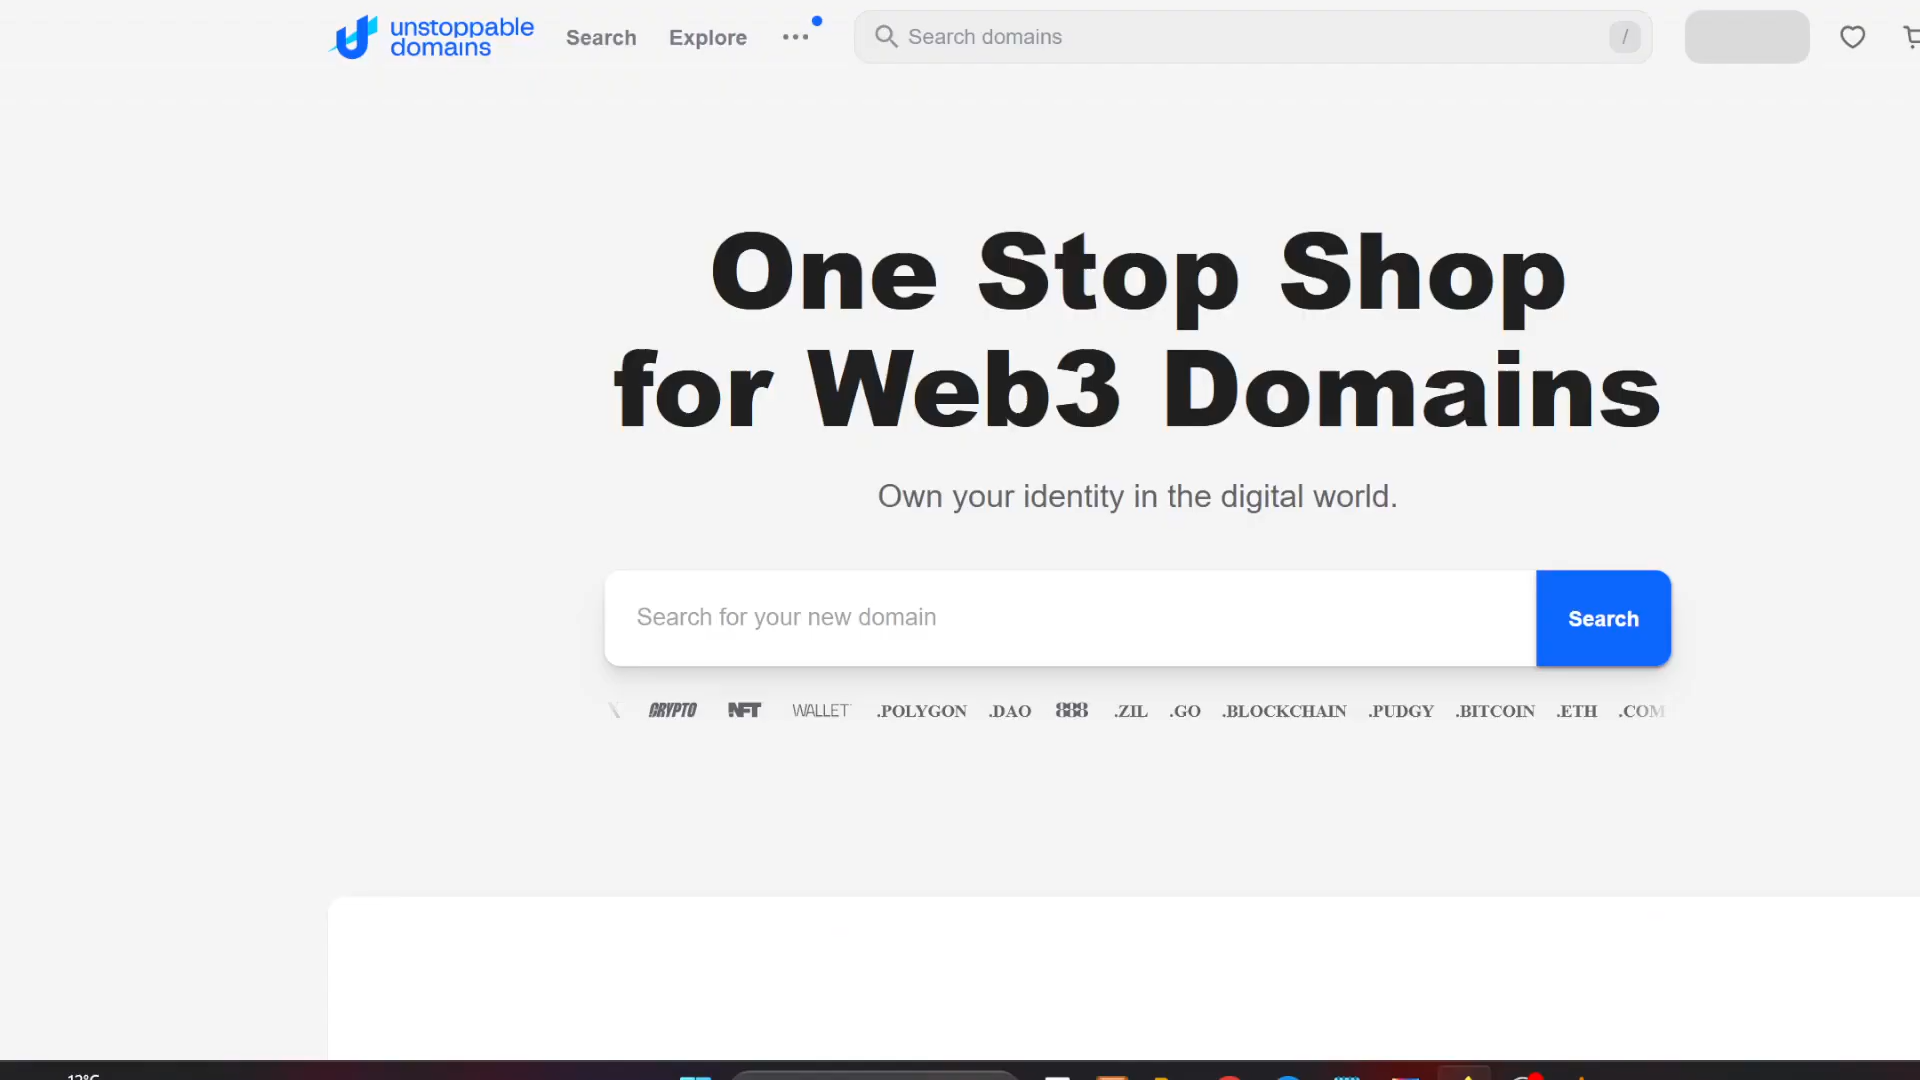 unstoppable
domains
Search
Explore
Search domains
/
One Stop Shop
for Web3 Domains
Own your identity in the digital world.
Search for your new domain
Search
CRYPTO NFT WALLET .POLYGON .DAO 888 .ZIL .GO .BLOCKCHAIN .PUDGY .BITCOIN .ETH .COM